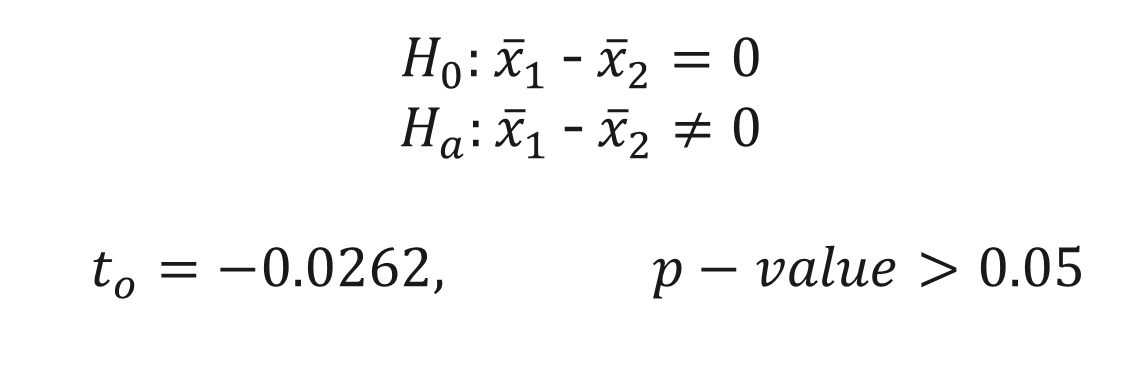 H₀: x̄₁ - x̄₂ = 0
Hₐ: x̄₁ - x̄₂ ≠ 0
tₒ = −0.0262, p − value > 0.05